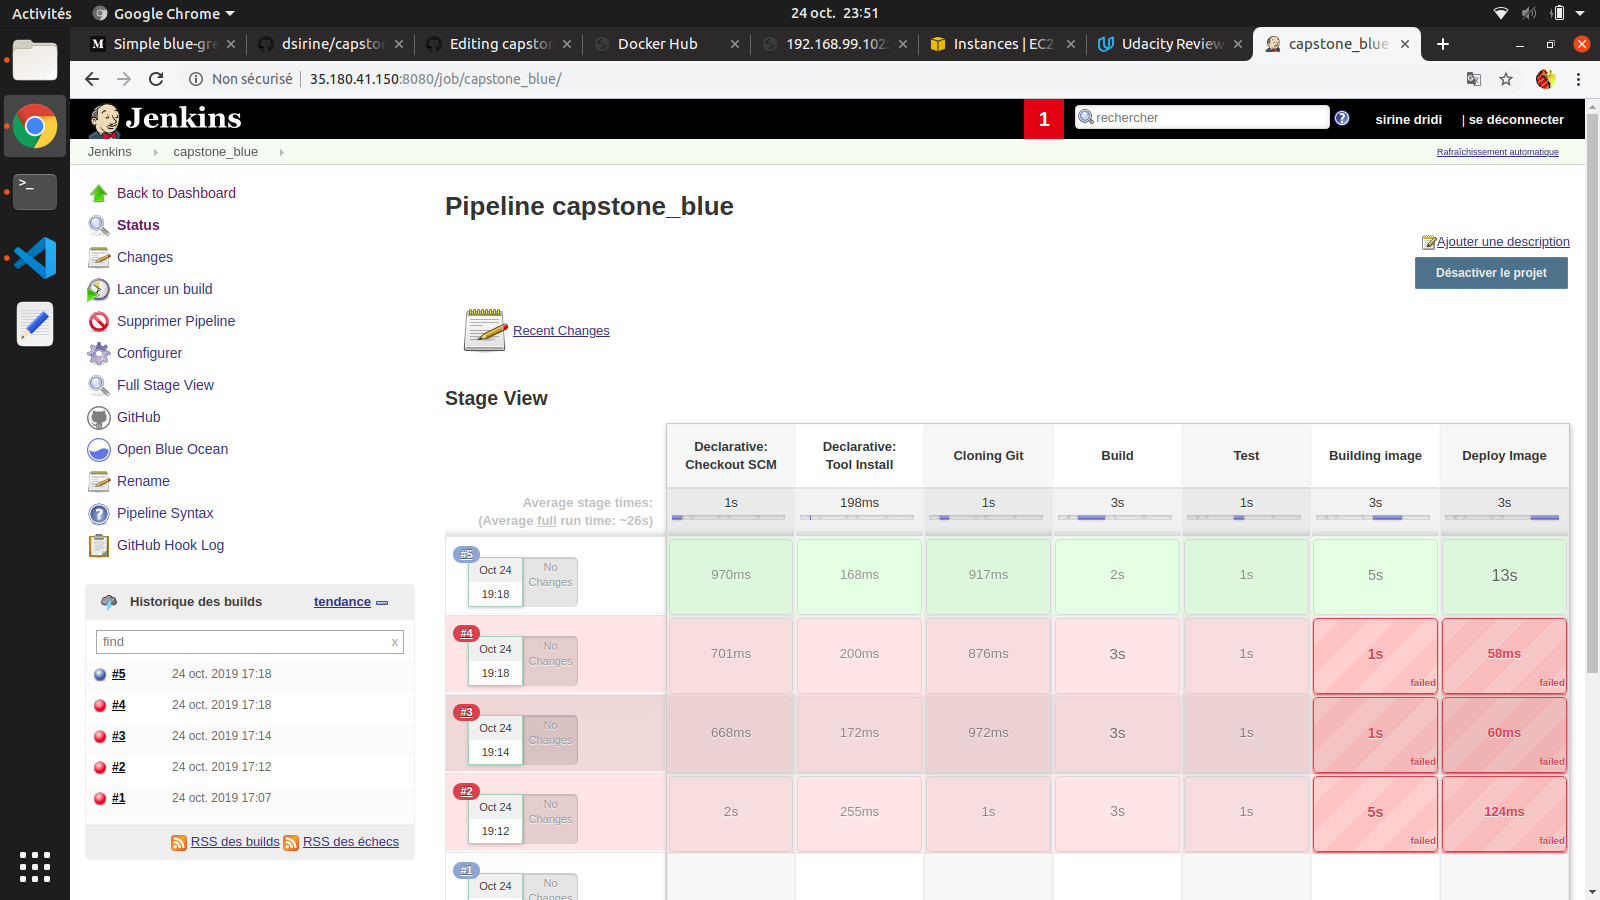 Activités
Google Chrome
24 oct. 23:51
Simple blue-gre
dsirine/capsto
Editing capsto
Docker Hub
192.168.99.102:
Instances | EC2
Udacity Review
capstone_blue
Non sécurisé
35.180.41.150:8080/job/capstone_blue/
Jenkins
1
rechercher
sirine dridi
| se déconnecter
Jenkins
capstone_blue
Rafraîchissement automatique
Back to Dashboard
Status
Changes
Lancer un build
Supprimer Pipeline
Configurer
Full Stage View
GitHub
Open Blue Ocean
Rename
Pipeline Syntax
GitHub Hook Log
Historique des builds
tendance
find
x
#5 24 oct. 2019 17:18
#4 24 oct. 2019 17:18
#3 24 oct. 2019 17:14
#2 24 oct. 2019 17:12
#1 24 oct. 2019 17:07
RSS des builds RSS des échecs
Pipeline capstone_blue
Ajouter une description
Désactiver le projet
Recent Changes
Stage View
Declarative: Checkout SCM
Declarative: Tool Install
Cloning Git
Build
Test
Building image
Deploy Image
Average stage times:
(Average full run time: ~26s)
1s 198ms 1s 3s 1s 3s 3s
#5
Oct 24
19:18
No Changes
970ms 168ms 917ms 2s 1s 5s 13s
#4
Oct 24
19:18
No Changes
701ms 200ms 876ms 3s 1s 1s 58ms
failed failed
#3
Oct 24
19:14
No Changes
668ms 172ms 972ms 3s 1s 1s 60ms
failed failed
#2
Oct 24
19:12
No Changes
2s 255ms 1s 3s 1s 5s 124ms
failed failed
#1
Oct 24
No Changes